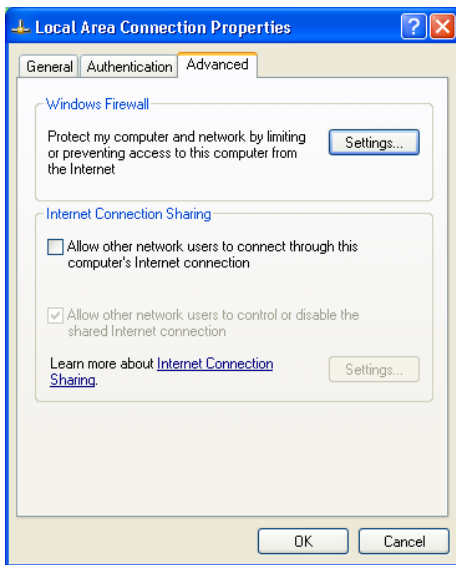 Local Area Connection Properties
General
Authentication
Advanced
Windows Firewall
Protect my computer and network by limiting
or preventing access to this computer from
the Internet
Settings...
Internet Connection Sharing
Allow other network users to connect through this
computer's Internet connection
Allow other network users to control or disable the
shared Internet connection
Learn more about Internet Connection
Sharing.
Settings...
OK
Cancel